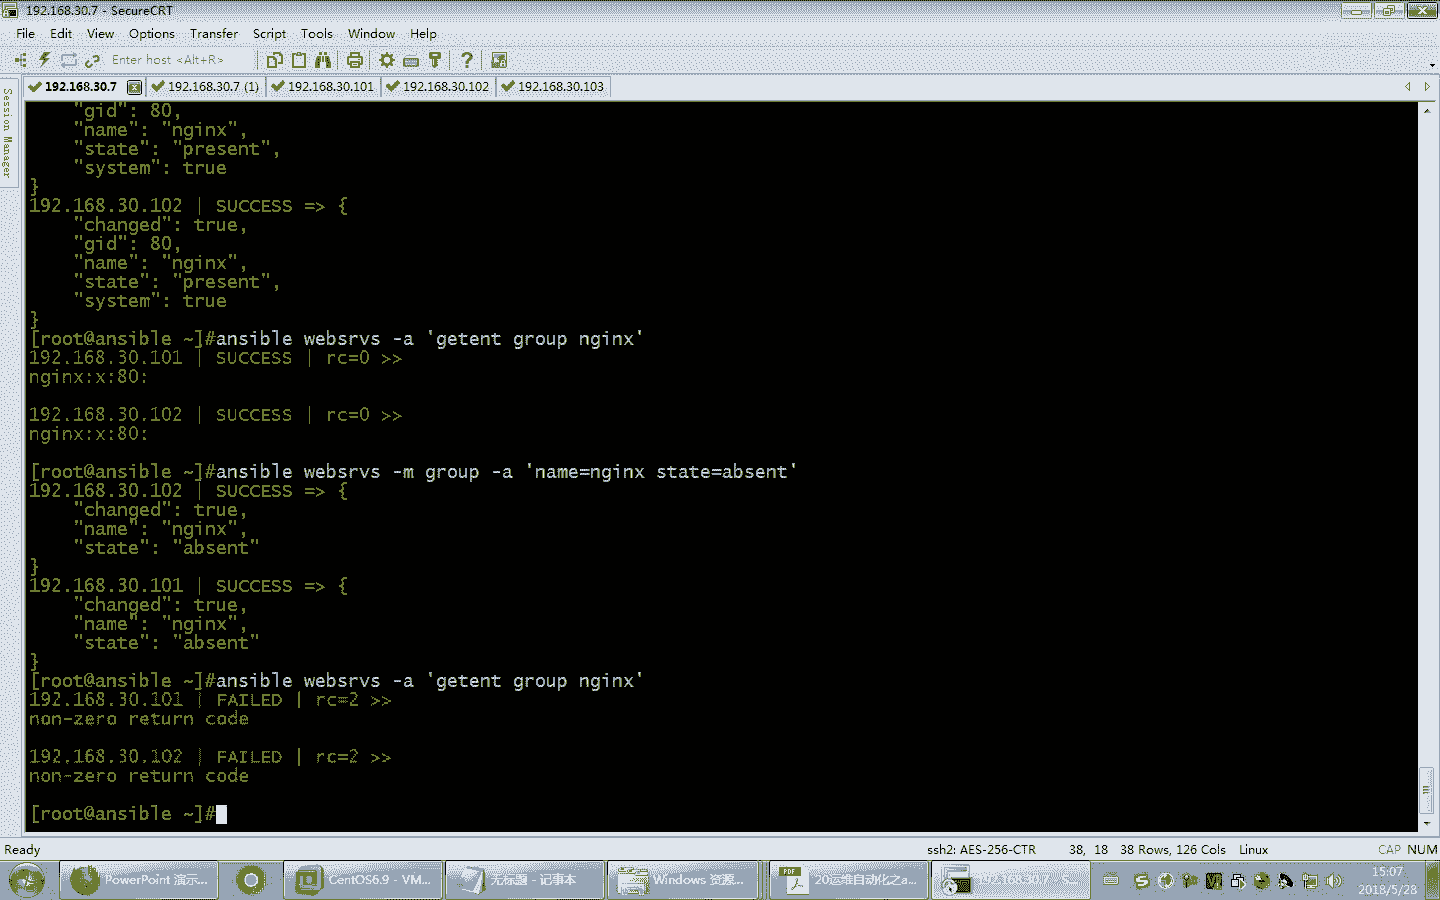 192.168.30.7 - SecureCRT
File Edit View Options Transfer Script Tools Window Help
Enter host <Alt+R>
192.168.30.7
192.168.30.7 (1)
192.168.30.101
192.168.30.102
192.168.30.103
Session Manager
"gid": 80,
"name": "nginx",
"state": "present",
"system": true
}
192.168.30.102 | SUCCESS => {
"changed": true,
"gid": 80,
"name": "nginx",
"state": "present",
"system": true
}
[root@ansible ~]#ansible websrvs -a 'getent group nginx'
192.168.30.101 | SUCCESS | rc=0 >>
nginx:x:80:
192.168.30.102 | SUCCESS | rc=0 >>
nginx:x:80:
[root@ansible ~]#ansible websrvs -m group -a 'name=nginx state=absent'
192.168.30.102 | SUCCESS => {
"changed": true,
"name": "nginx",
"state": "absent"
}
192.168.30.101 | SUCCESS => {
"changed": true,
"name": "nginx",
"state": "absent"
}
[root@ansible ~]#ansible websrvs -a 'getent group nginx'
192.168.30.101 | FAILED | rc=2 >>
non-zero return code
192.168.30.102 | FAILED | rc=2 >>
non-zero return code
[root@ansible ~]#
Ready
ssh2: AES-256-CTR 38, 18 38 Rows, 126 Cols Linux CAP NUM
PowerPoint 演示...
CentOS6.9 - VM...
无标题 - 记事本
Windows 资源...
20运维自动化之a...
192.168.30.7
15:07
2018/5/28